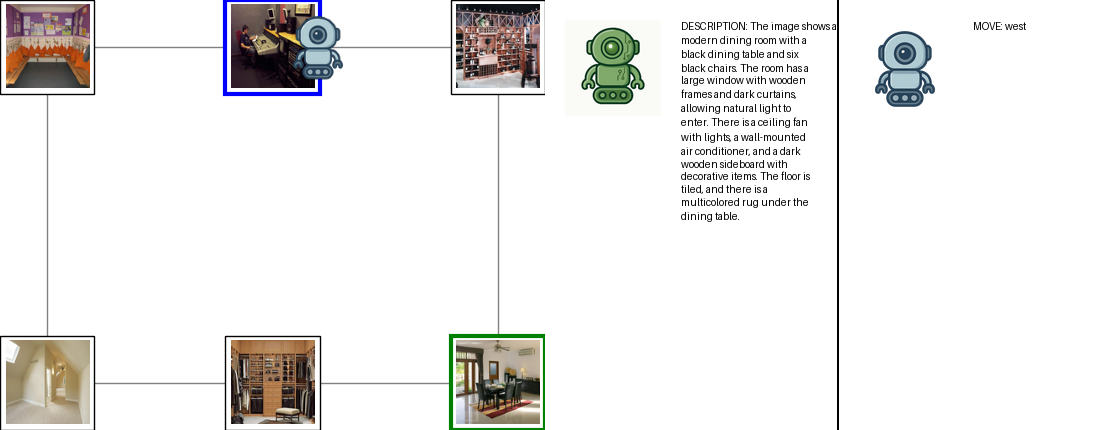 DESCRIPTION: The image shows a
modern dining room with a
black dining table and six
black chairs. The room has a
large window with wooden
frames and dark curtains,
allowing natural light to
enter. There is a ceiling fan
with lights, a wall-mounted
air conditioner, and a dark
wooden sideboard with
decorative items. The floor is
tiled, and there is a
multicolored rug under the
dining table.
MOVE: west